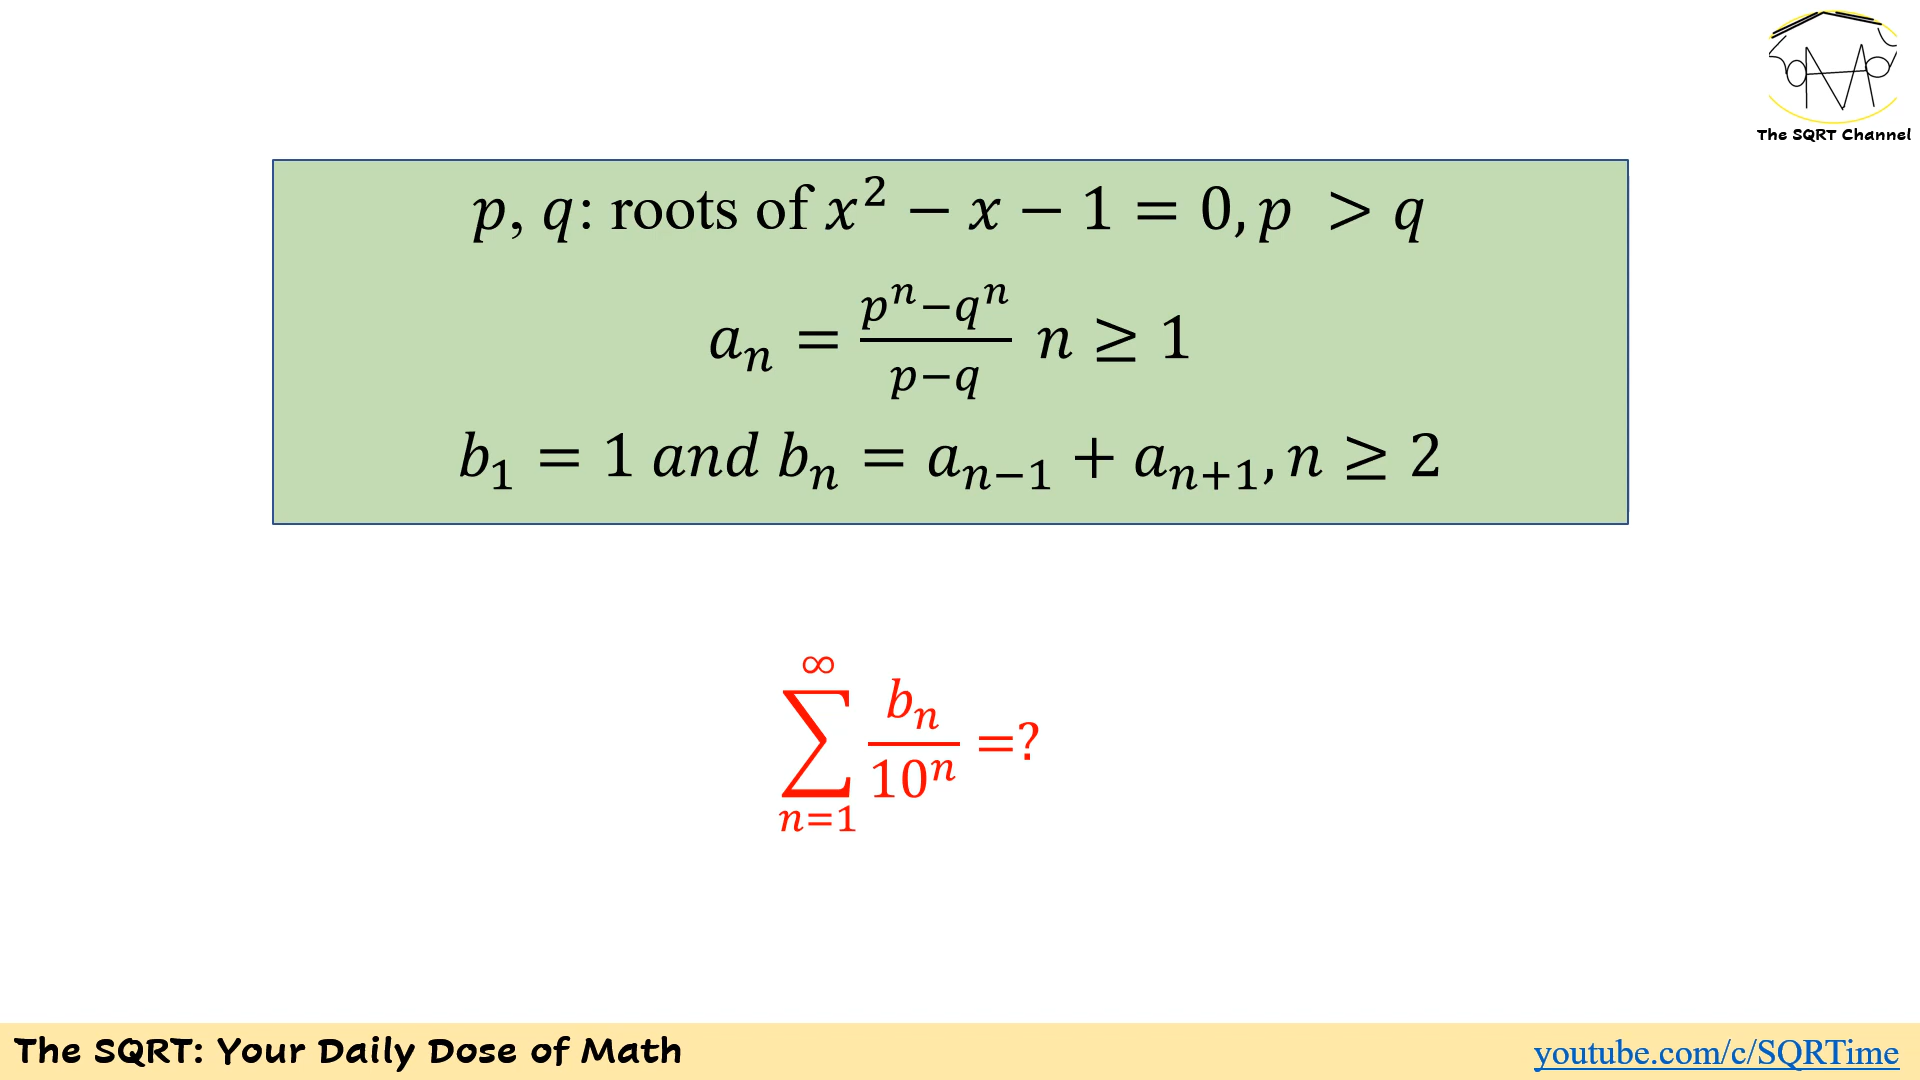 The SQRT Channel
p, q: roots of x² − x − 1 = 0, p > q
aₙ = (pⁿ−qⁿ)/(p−q) n ≥ 1
b₁ = 1 and bₙ = aₙ₋₁ + aₙ₊₁, n ≥ 2
∑_{n=1}^{∞} bₙ/10ⁿ =?
The SQRT: Your Daily Dose of Math
youtube.com/c/SQRTime